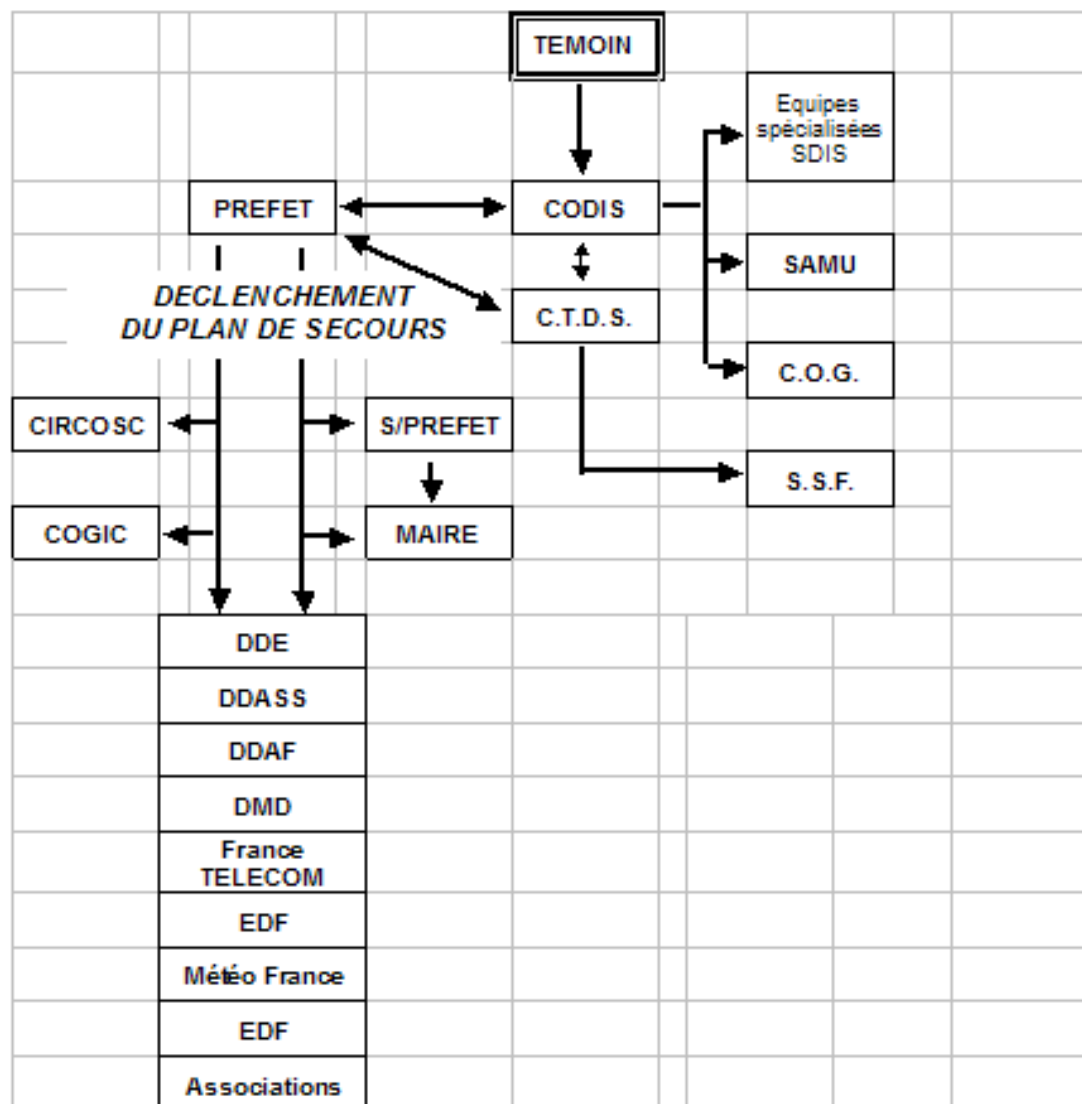 TEMOIN
Equipes
spécialisées
SDIS
PREFET
CODIS
SAMU
DECLENCHEMENT
DU PLAN DE SECOURS
C.T.D.S.
C.O.G.
CIRCOSC
S/PREFET
S.S.F.
COGIC
MAIRE
DDE
DDASS
DDAF
DMD
France
TELECOM
EDF
Météo France
EDF
Associations